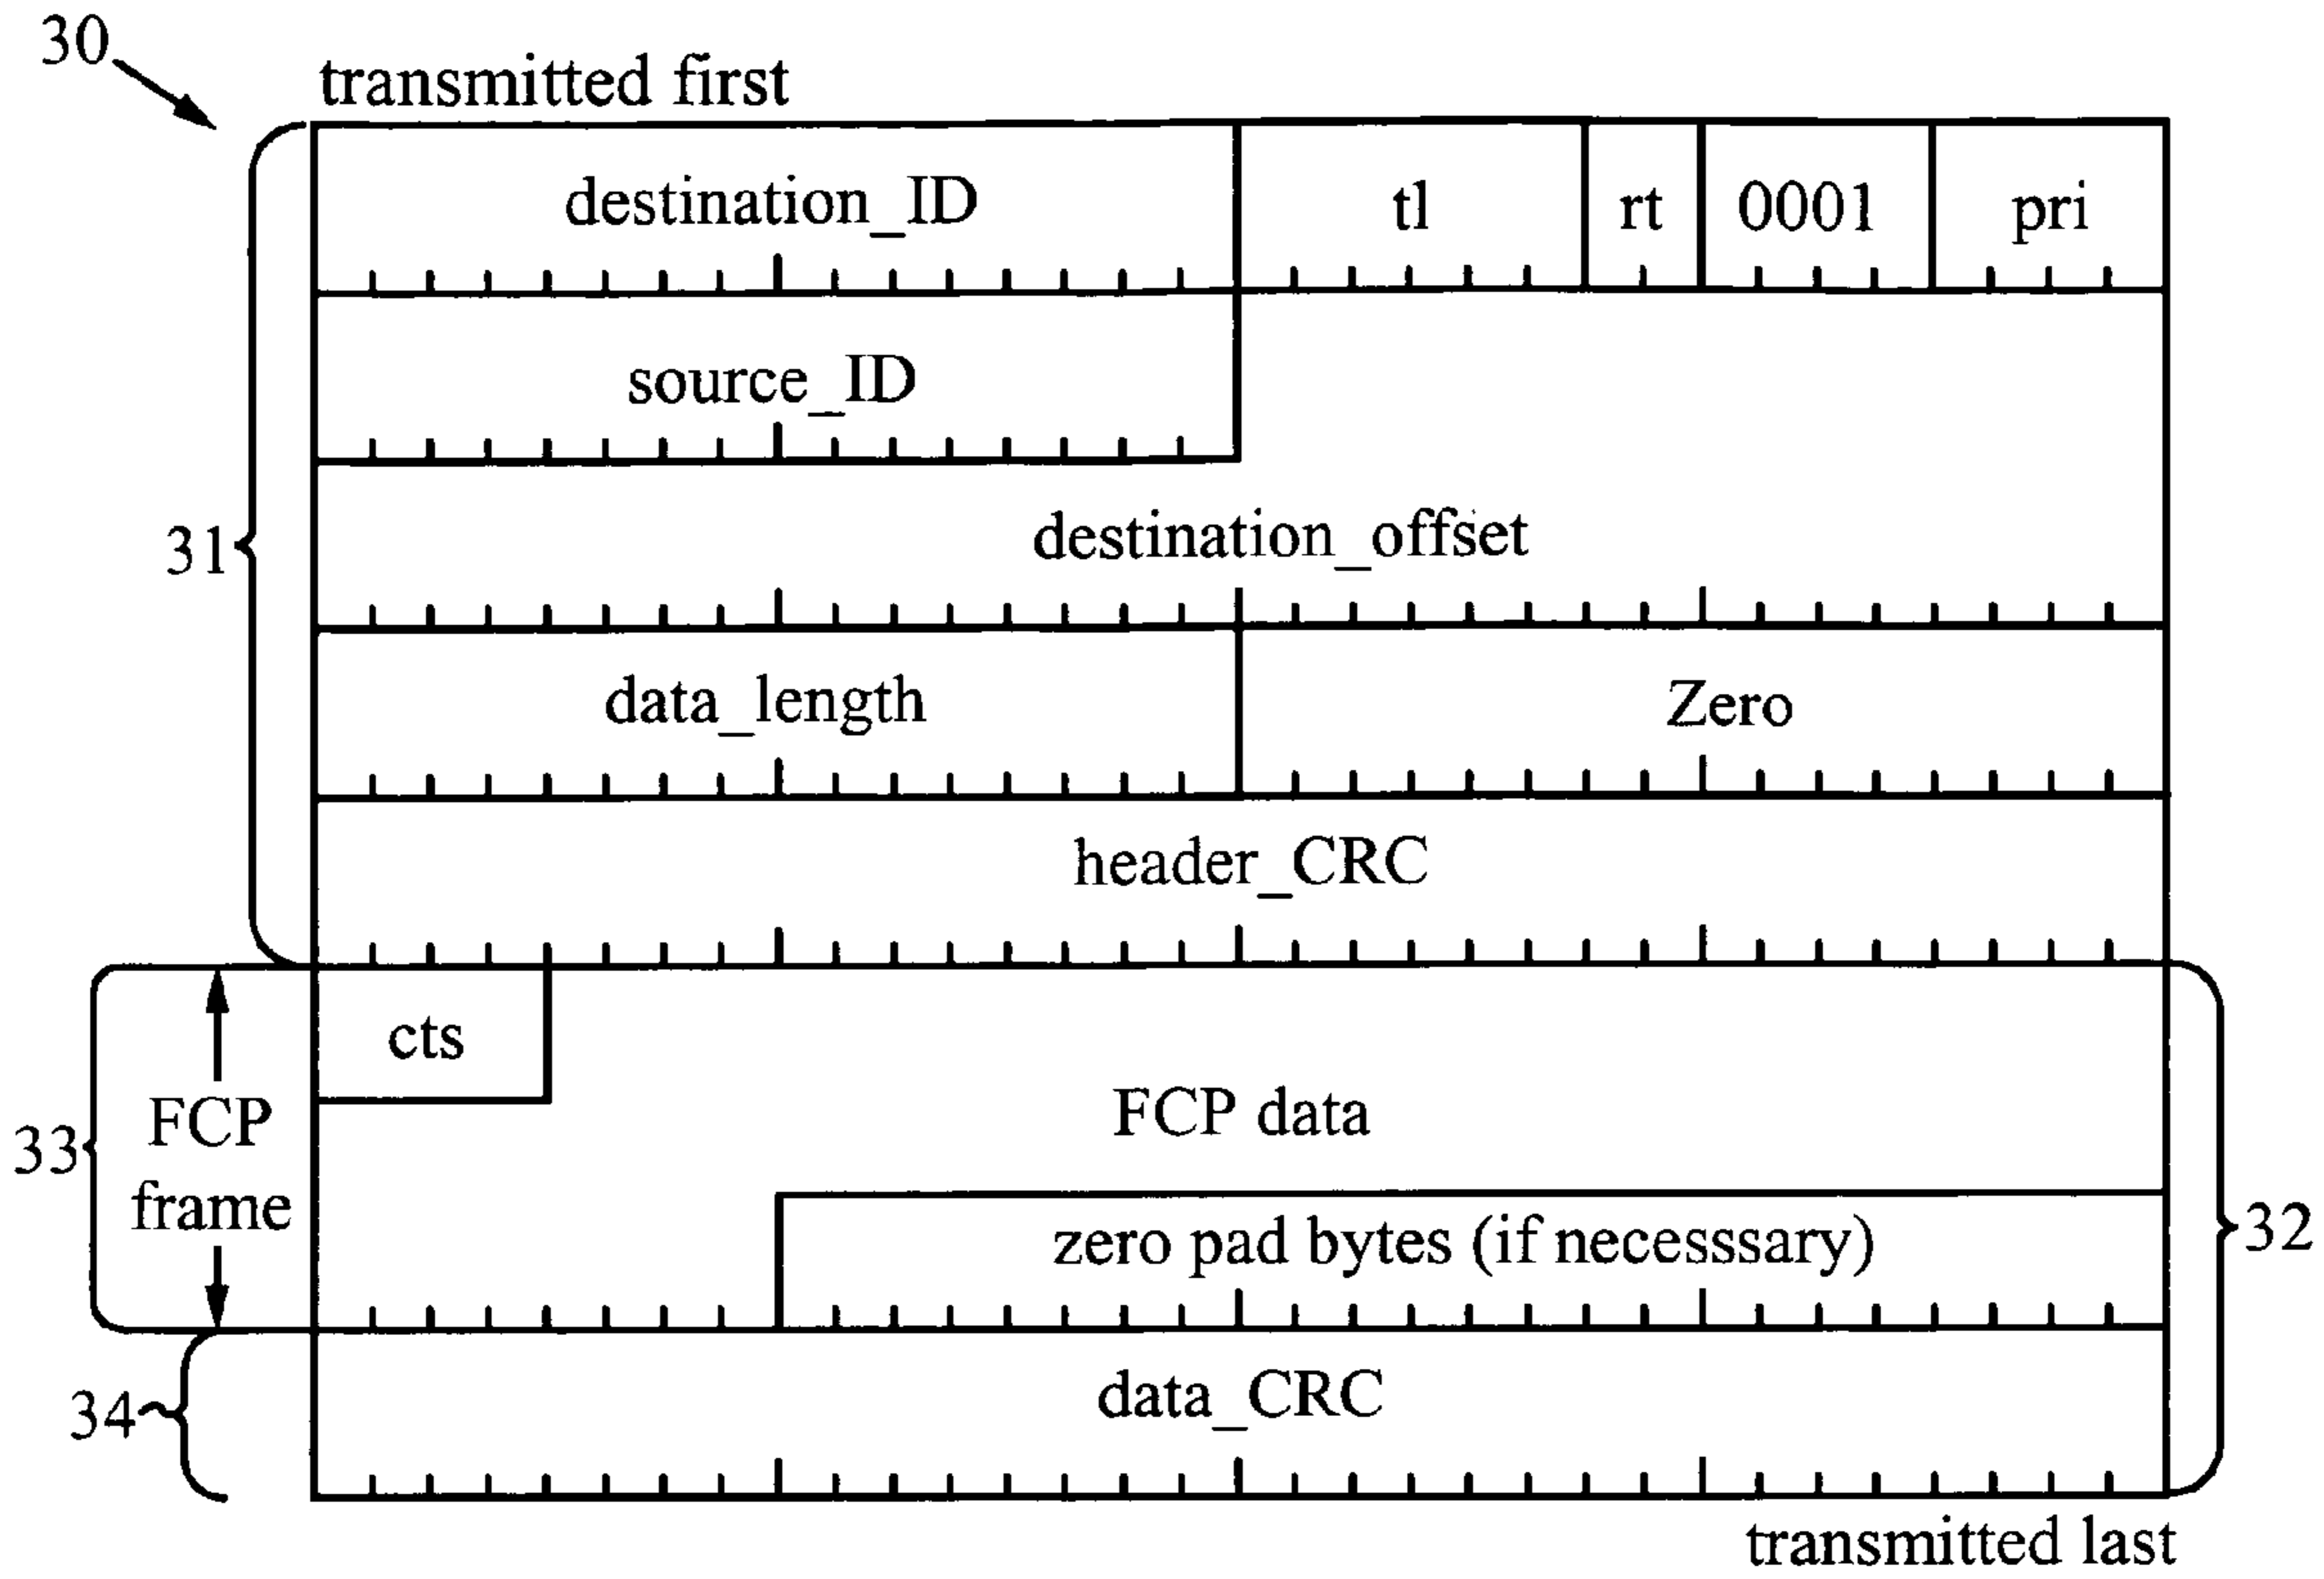 30
transmitted first
destination_ID tl rt 0001 pri
source_ID
31
destination_offset
data_length Zero
header_CRC
cts
33
FCP
frame
FCP data
zero pad bytes (if necesssary)
32
34
data_CRC
transmitted last